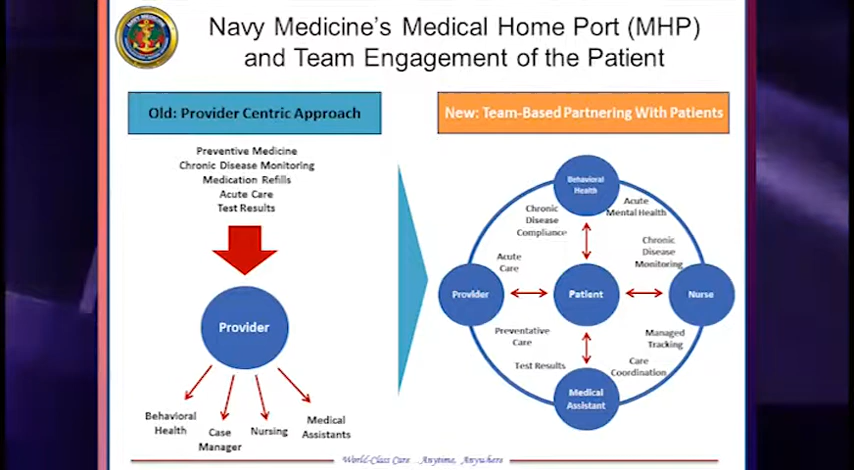 Navy Medicine's Medical Home Port (MHP)
and Team Engagement of the Patient
Old: Provider Centric Approach
Preventive Medicine
Chronic Disease Monitoring
Medication Refills
Acute Care
Test Results
Provider
Behavioral
Health
Case
Manager
Nursing
Medical
Assistants
New: Team-Based Partnering With Patients
Behavioral
Health
Chronic
Disease
Compliance
Acute
Mental Health
Acute
Care
Chronic
Disease
Monitoring
Provider
Patient
Nurse
Preventative
Care
Managed
Tracking
Test Results
Care
Coordination
Medical
Assistant
World-Class Care Anytime, Anywhere